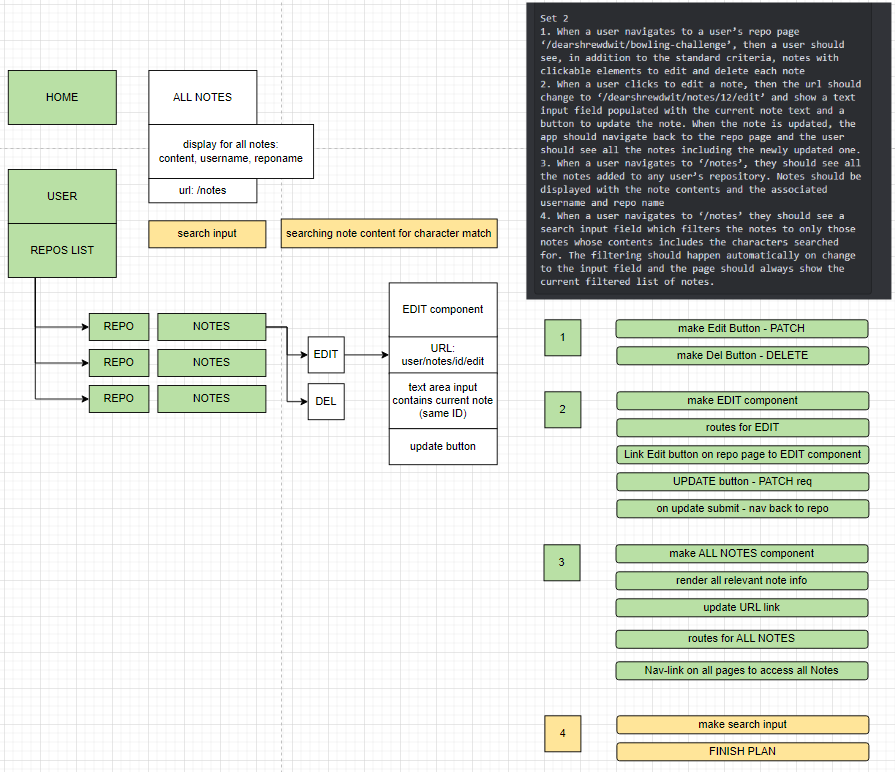 Set 2
1. When a user navigates to a user’s repo page
‘/dearshrewdwit/bowling-challenge’, then a user should
see, in addition to the standard criteria, notes with
clickable elements to edit and delete each note
2. When a user clicks to edit a note, then the url should
change to ‘/dearshrewdwit/notes/12/edit’ and show a text
input field populated with the current note text and a
button to update the note. When the note is updated, the
app should navigate back to the repo page and the user
should see all the notes including the newly updated one.
3. When a user navigates to ‘/notes’, they should see all
the notes added to any user’s repository. Notes should be
displayed with the note contents and the associated
username and repo name
4. When a user navigates to ‘/notes’ they should see a
search input field which filters the notes to only those
notes whose contents includes the characters searched
for. The filtering should happen automatically on change
to the input field and the page should always show the
current filtered list of notes.
HOME
ALL NOTES
display for all notes:
content, username, reponame
url: /notes
USER
REPOS LIST
search input
searching note content for character match
REPO
NOTES
REPO
NOTES
REPO
NOTES
EDIT
DEL
EDIT component
URL:
user/notes/id/edit
text area input
contains current note
(same ID)
update button
1
make Edit Button - PATCH
make Del Button - DELETE
2
make EDIT component
routes for EDIT
Link Edit button on repo page to EDIT component
UPDATE button - PATCH req
on update submit - nav back to repo
3
make ALL NOTES component
render all relevant note info
update URL link
routes for ALL NOTES
Nav-link on all pages to access all Notes
4
make search input
FINISH PLAN